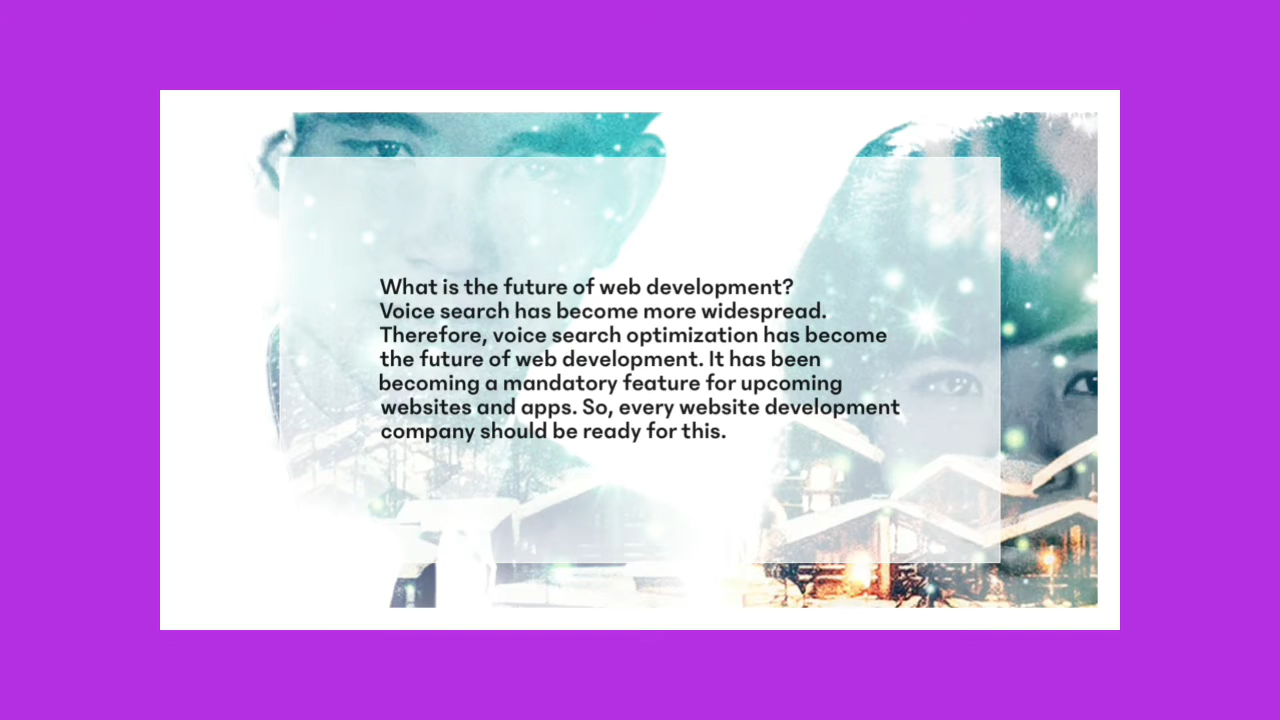 What is the future of web development?
Voice search has become more widespread.
Therefore, voice search optimization has become
the future of web development. It has been
becoming a mandatory feature for upcoming
websites and apps. So, every website development
company should be ready for this.